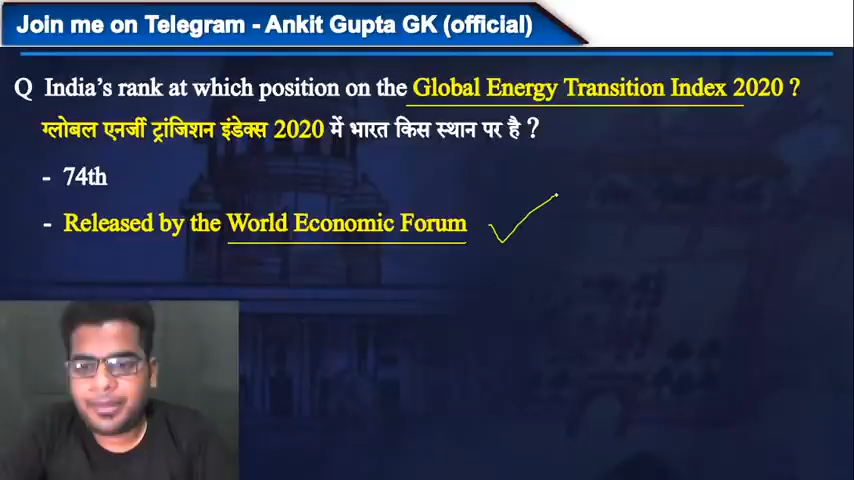 Join me on Telegram - Ankit Gupta GK (official)
Q India's rank at which position on the Global Energy Transition Index 2020 ?
ग्लोबल एनर्जी ट्रांजिशन इंडेक्स 2020 में भारत किस स्थान पर है ?
- 74th
- Released by the World Economic Forum